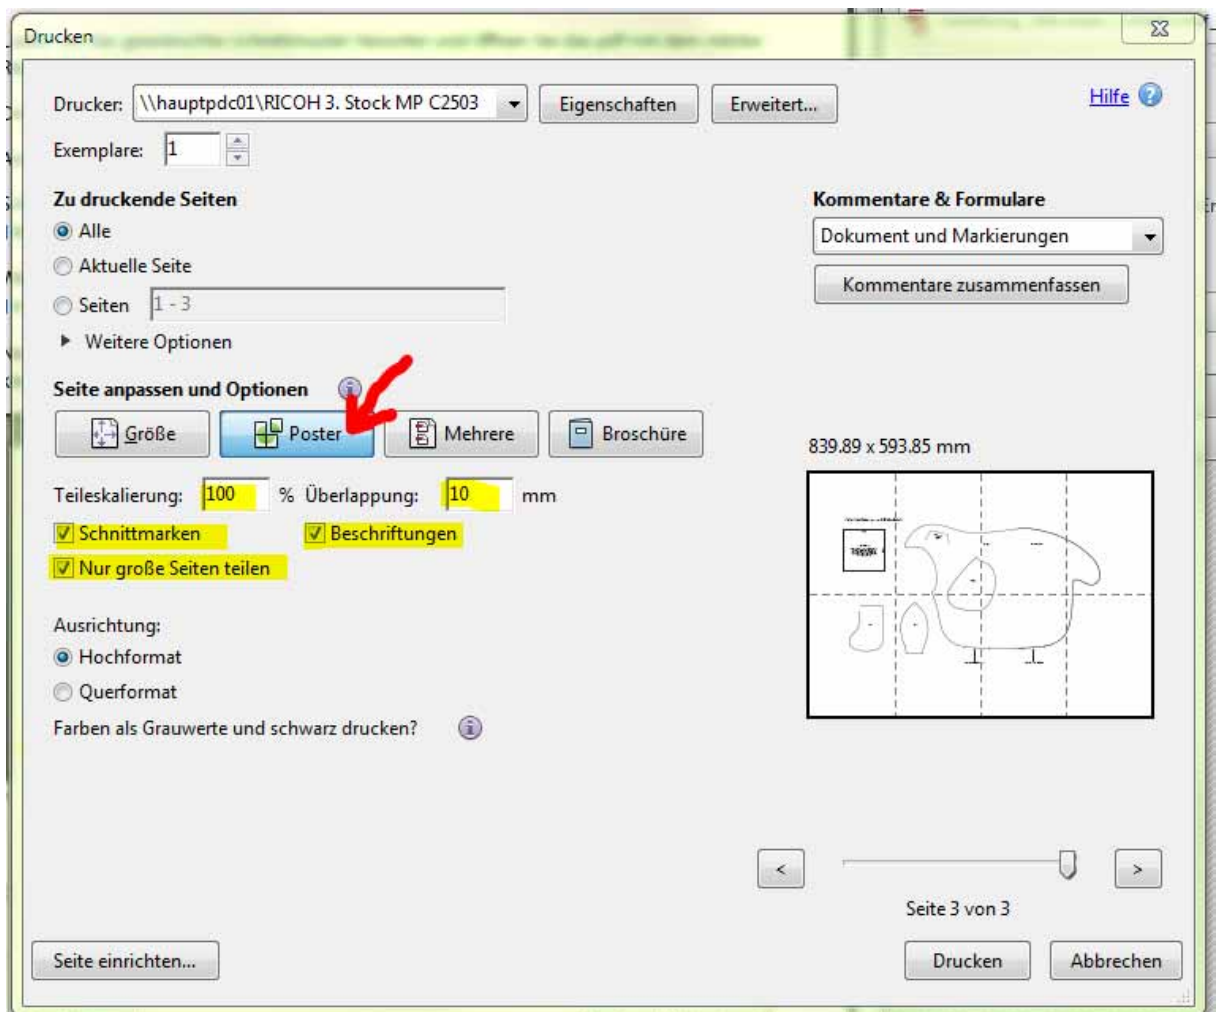 Drucken
Drucker: \\hauptpdc01\RICOH 3. Stock MP C2503 Eigenschaften Erweitert... Hilfe
Exemplare: 1
Zu druckende Seiten
Alle
Aktuelle Seite
Seiten 1 - 3
Weitere Optionen
Kommentare & Formulare
Dokument und Markierungen
Kommentare zusammenfassen
Seite anpassen und Optionen
Größe Poster Mehrere Broschüre
Teileskalierung: 100 % Überlappung: 10 mm
Schnittmarken Beschriftungen
Nur große Seiten teilen
Ausrichtung:
Hochformat
Querformat
Farben als Grauwerte und schwarz drucken?
839.89 x 593.85 mm
< >
Seite 3 von 3
Seite einrichten... Drucken Abbrechen